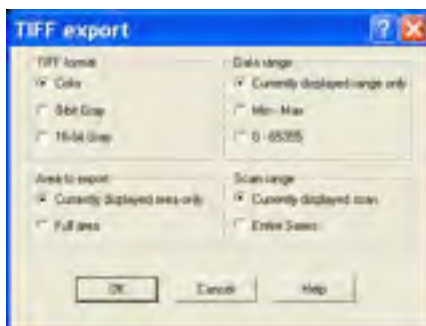 TIFF export
TIFF format
Color
8-bit Gray
16-bit Gray
Data range
Currently displayed range only
Min - Max
0 - 65355
Area to export
Currently displayed area only
Full area
Scan range
Currently displayed scan
Entire Series
OK
Cancel
Help